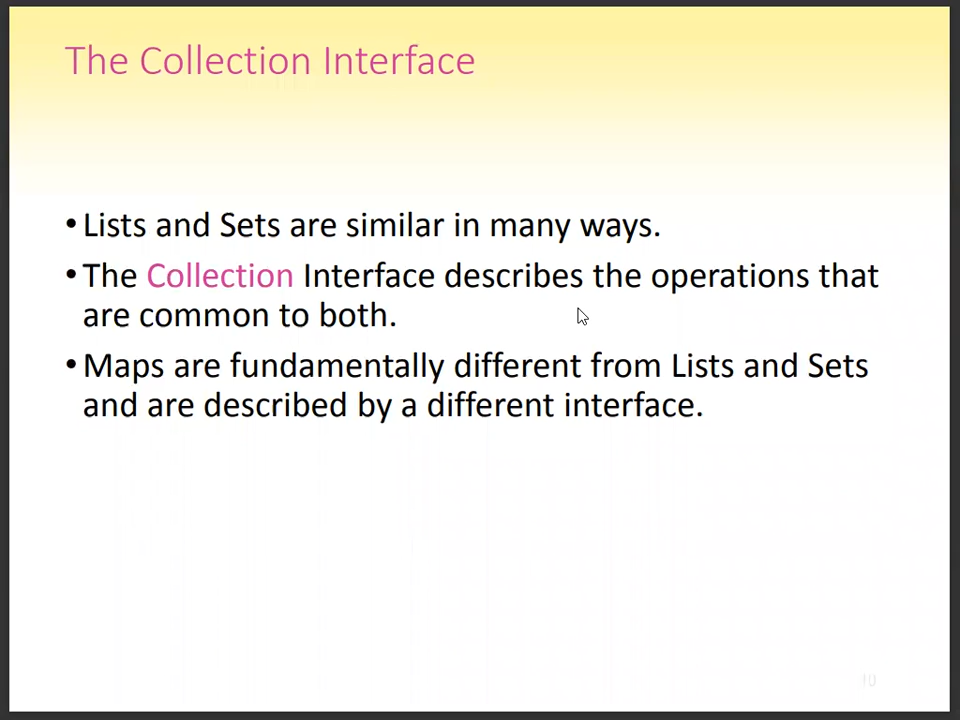 The Collection Interface
•Lists and Sets are similar in many ways.
•The Collection Interface describes the operations that
are common to both.
•Maps are fundamentally different from Lists and Sets
and are described by a different interface.
10